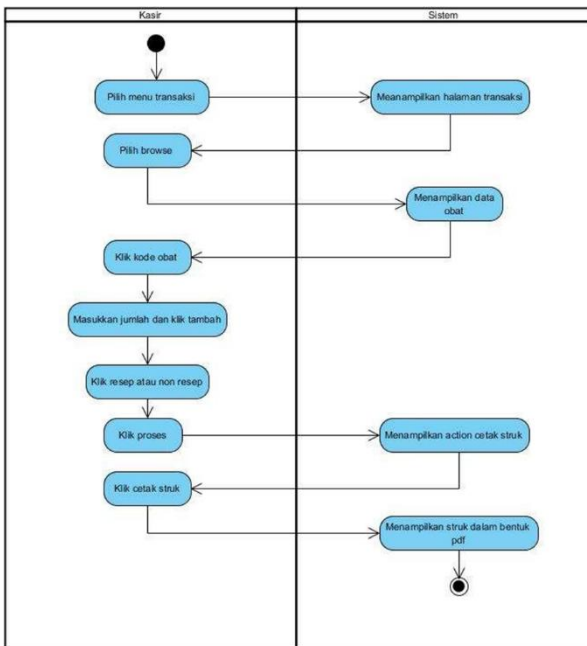 Kasir
Sistem
Pilih menu transaksi
Meanampilkan halaman transaksi
Pilih browse
Menampilkan data
obat
Klik kode obat
Masukkan jumlah dan klik tambah
Klik resep atau non resep
Klik proses
Menampilkan action cetak struk
Klik cetak struk
Menampilkan struk dalam bentuk
pdf